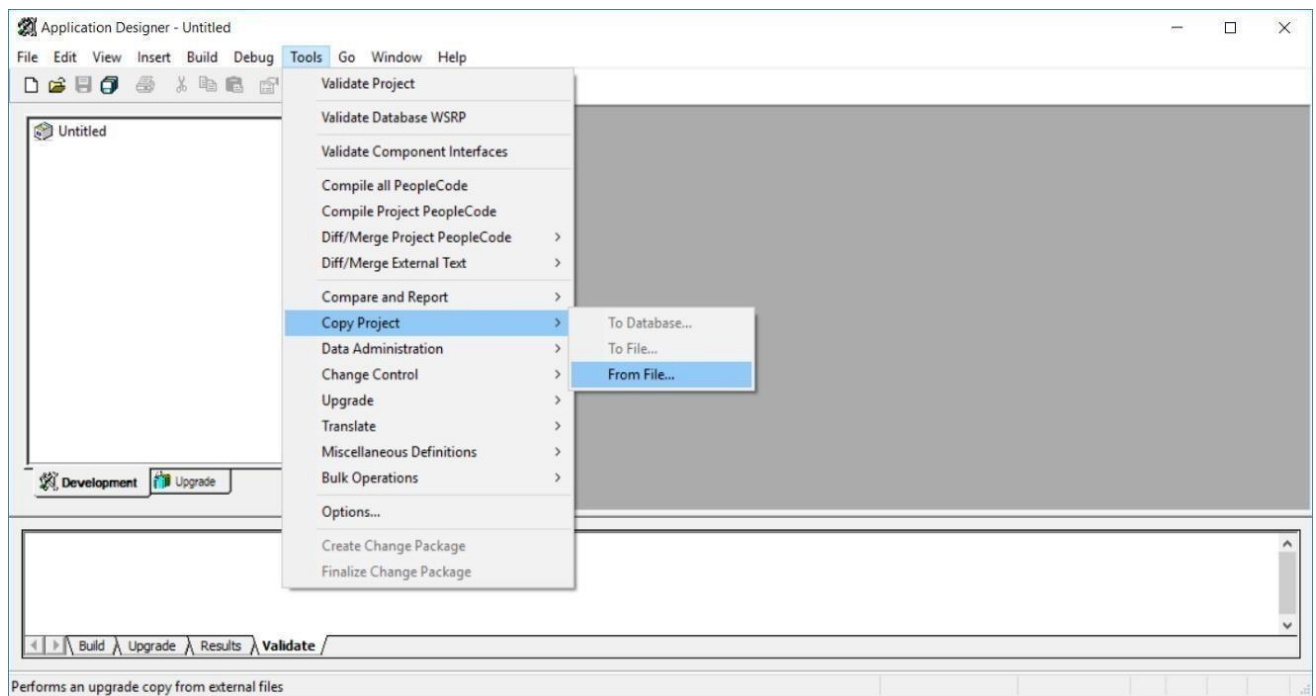 Application Designer - Untitled
File Edit View Insert Build Debug Tools Go Window Help
Untitled
Development
Upgrade
Validate Project
Validate Database WSRP
Validate Component Interfaces
Compile all PeopleCode
Compile Project PeopleCode
Diff/Merge Project PeopleCode
Diff/Merge External Text
Compare and Report
Copy Project
Data Administration
Change Control
Upgrade
Translate
Miscellaneous Definitions
Bulk Operations
Options...
Create Change Package
Finalize Change Package
To Database...
To File...
From File...
Build Upgrade Results Validate
Performs an upgrade copy from external files